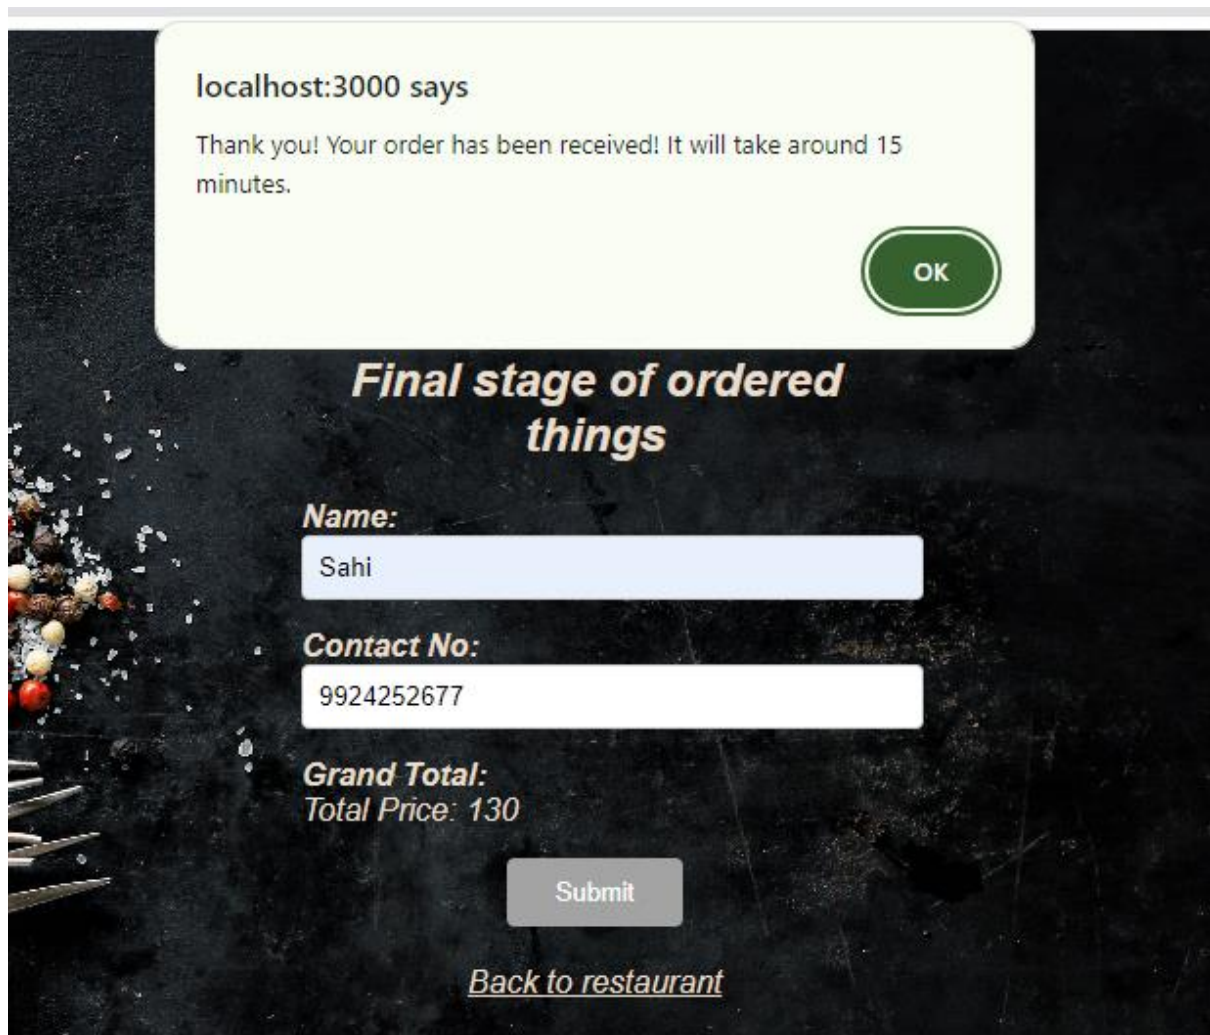 localhost:3000 says
Thank you! Your order has been received! It will take around 15
minutes.
OK
Final stage of ordered
things
Name:
Sahi
Contact No:
9924252677
Grand Total:
Total Price: 130
Submit
Back to restaurant